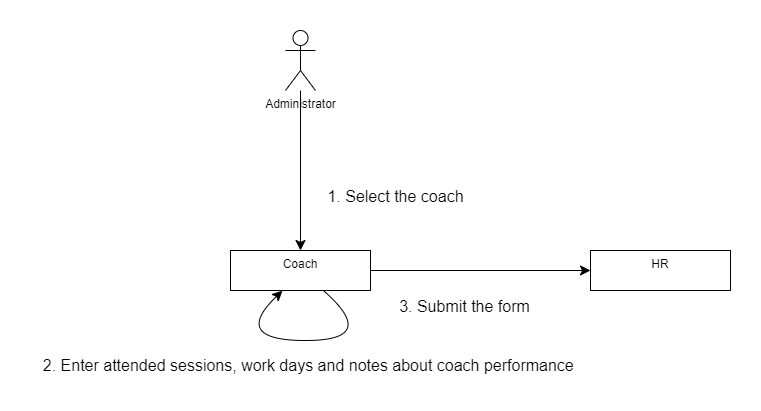 Administrator
1. Select the coach
Coach
HR
3. Submit the form
2. Enter attended sessions, work days and notes about coach performance